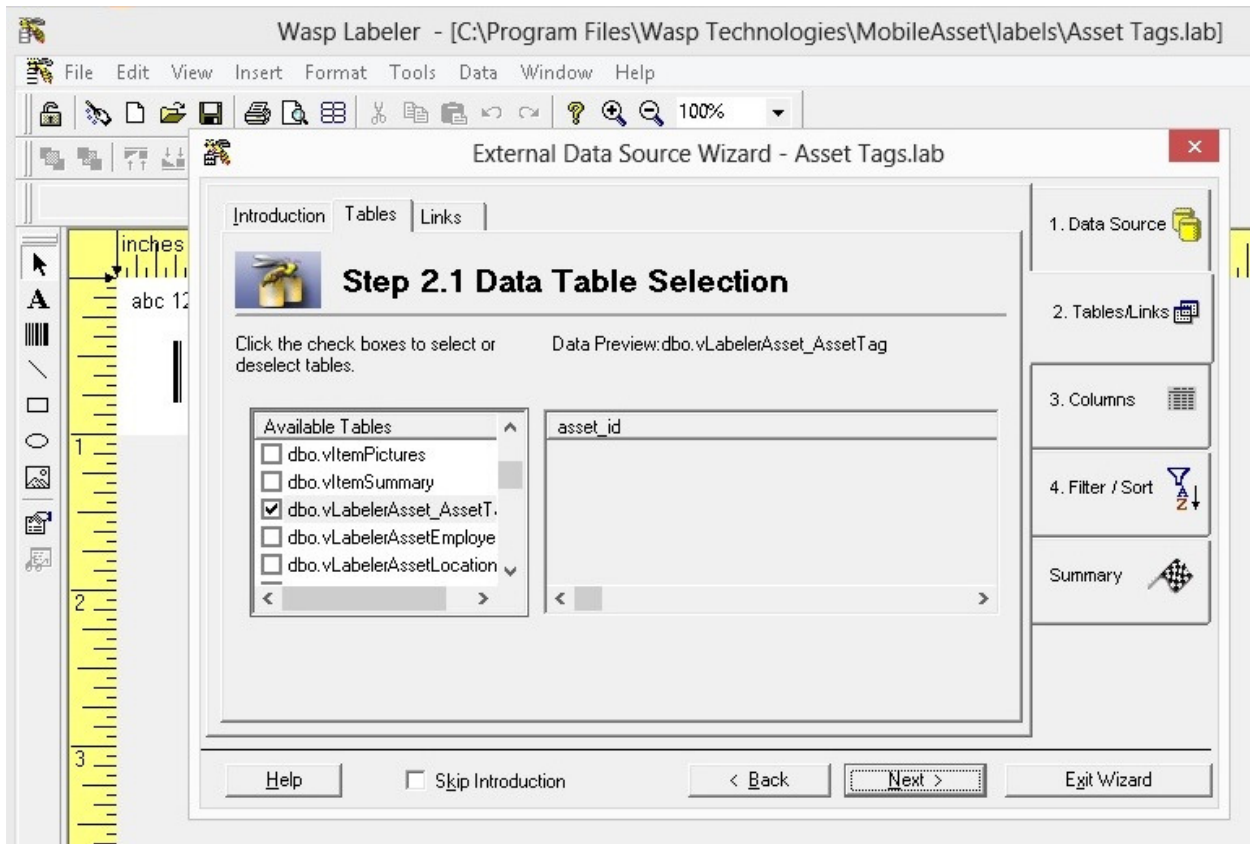 Wasp Labeler - [C:\Program Files\Wasp Technologies\MobileAsset\labels\Asset Tags.lab]
File Edit View Insert Format Tools Data Window Help
100%
External Data Source Wizard - Asset Tags.lab
Introduction Tables Links
1. Data Source
inches
abc 12
Step 2.1 Data Table Selection
2. Tables/Links
Click the check boxes to select or
deselect tables.
Data Preview:dbo.vLabelerAsset_AssetTag
3. Columns
Available Tables
asset_id
dbo.vItemPictures
dbo.vItemSummary
dbo.vLabelerAsset_AssetT
dbo.vLabelerAssetEmploye
dbo.vLabelerAssetLocation
4. Filter / Sort
Summary
1
2
3
Help
Skip Introduction
< Back
Next >
Exit Wizard